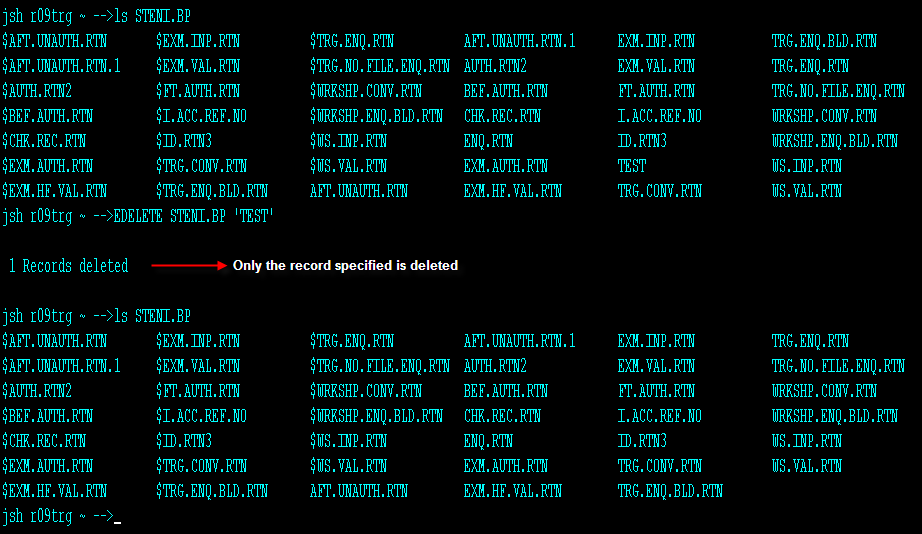 jsh r09trg ~ -->ls STENI.BP
$AFT.UNAUTH.RTN $EXM.INP.RTN $TRG.ENQ.RTN AFT.UNAUTH.RTN.1 EXM.INP.RTN TRG.ENQ.BLD.RTN
$AFT.UNAUTH.RTN.1 $EXM.VAL.RTN $TRG.NO.FILE.ENQ.RTN AUTH.RTN2 EXM.VAL.RTN TRG.ENQ.RTN
$AUTH.RTN2 $FT.AUTH.RTN $WRKSHP.CONV.RTN BEF.AUTH.RTN FT.AUTH.RTN TRG.NO.FILE.ENQ.RTN
$BEF.AUTH.RTN $I.ACC.REF.NO $WRKSHP.ENQ.BLD.RTN CHK.REC.RTN I.ACC.REF.NO WRKSHP.CONV.RTN
$CHK.REC.RTN $ID.RTN3 $WS.INP.RTN ENQ.RTN ID.RTN3 WRKSHP.ENQ.BLD.RTN
$EXM.AUTH.RTN $TRG.CONV.RTN $WS.VAL.RTN EXM.AUTH.RTN TEST WS.INP.RTN
$EXM.HF.VAL.RTN $TRG.ENQ.BLD.RTN AFT.UNAUTH.RTN EXM.HF.VAL.RTN TRG.CONV.RTN WS.VAL.RTN
jsh r09trg ~ -->EDELETE STENI.BP 'TEST'
1 Records deleted Only the record specified is deleted
jsh r09trg ~ -->ls STENI.BP
$AFT.UNAUTH.RTN $EXM.INP.RTN $TRG.ENQ.RTN AFT.UNAUTH.RTN.1 EXM.INP.RTN TRG.ENQ.RTN
$AFT.UNAUTH.RTN.1 $EXM.VAL.RTN $TRG.NO.FILE.ENQ.RTN AUTH.RTN2 EXM.VAL.RTN TRG.NO.FILE.ENQ.RTN
$AUTH.RTN2 $FT.AUTH.RTN $WRKSHP.CONV.RTN BEF.AUTH.RTN FT.AUTH.RTN WRKSHP.CONV.RTN
$BEF.AUTH.RTN $I.ACC.REF.NO $WRKSHP.ENQ.BLD.RTN CHK.REC.RTN I.ACC.REF.NO WRKSHP.ENQ.BLD.RTN
$CHK.REC.RTN $ID.RTN3 $WS.INP.RTN ENQ.RTN ID.RTN3 WS.INP.RTN
$EXM.AUTH.RTN $TRG.CONV.RTN $WS.VAL.RTN EXM.AUTH.RTN TRG.CONV.RTN WS.VAL.RTN
$EXM.HF.VAL.RTN $TRG.ENQ.BLD.RTN AFT.UNAUTH.RTN EXM.HF.VAL.RTN TRG.ENQ.BLD.RTN
jsh r09trg ~ -->_